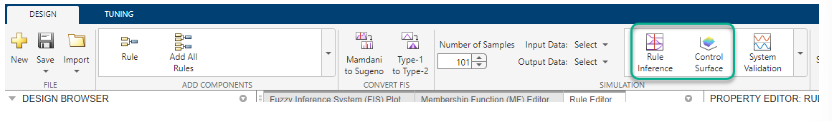 DESIGN TUNING
New Save Import
FILE
Rule Add All Rules
ADD COMPONENTS
Mamdani to Sugeno Type-1 to Type-2
CONVERT FIS
Number of Samples 101
Input Data: Select
Output Data: Select
Rule Inference Control Surface System Validation
SIMULATION
DESIGN BROWSER
Fuzzy Inference System (FIS) Plot Membership Function (MF) Editor Rule Editor
PROPERTY EDITOR: RU